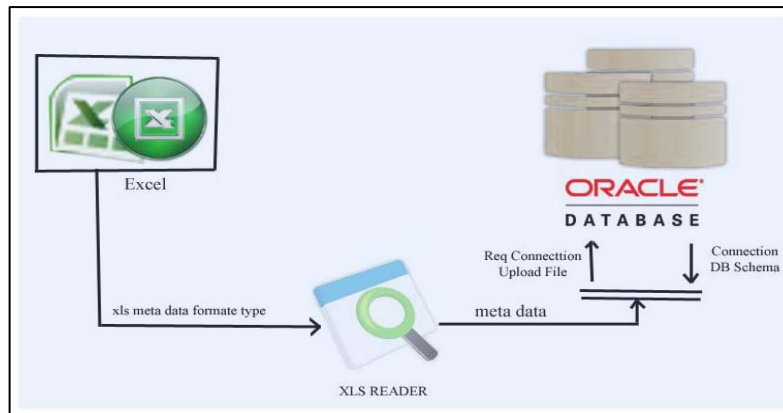 Excel
ORACLE
DATABASE
Req Connecttion
Upload File
Connection
DB Schema
xls meta data formate type
meta data
XLS READER